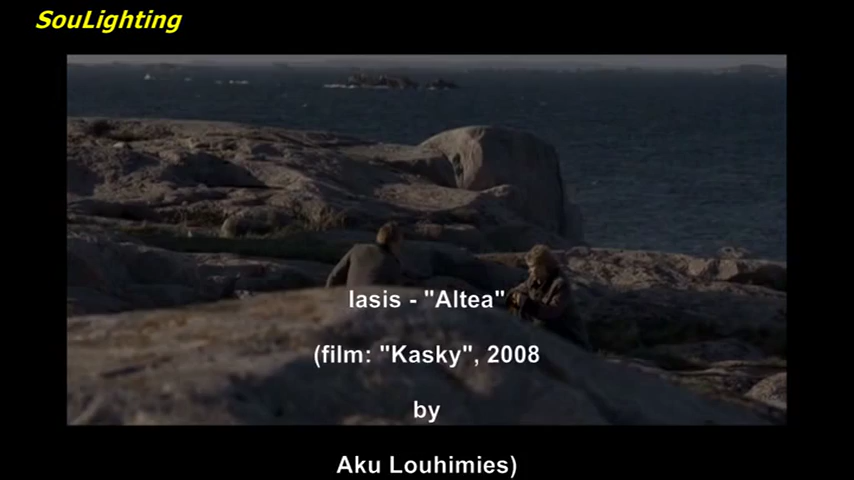 SouLighting
Iasis - "Altea"
(film: "Kasky", 2008
by
Aku Louhimies)